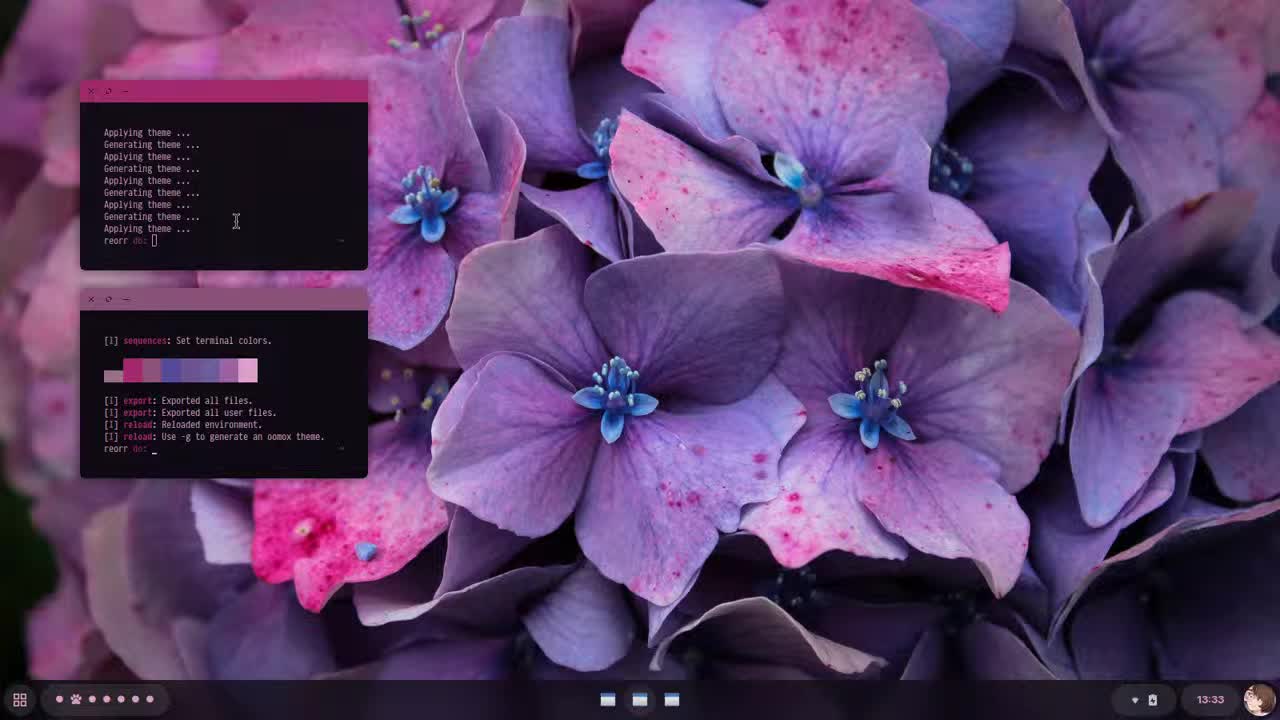 Applying theme ...
Generating theme ...
Applying theme ...
Generating theme ...
Applying theme ...
Generating theme ...
Applying theme ...
Generating theme ...
Applying theme ...
reorr do:
[l] sequences: Set terminal colors.
[l] export: Exported all files.
[l] export: Exported all user files.
[l] reload: Reloaded environment.
[l] reload: Use -g to generate an oomox theme.
reorr do:
13:33